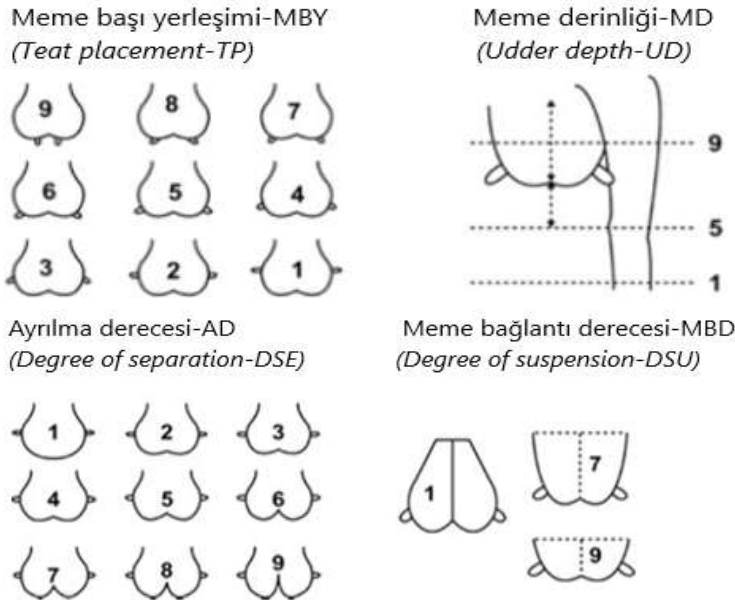 Meme başı yerleşimi-MBY
(Teat placement-TP)
9 8 7
6 5 4
3 2 1
Meme derinliği-MD
(Udder depth-UD)
9
5
1
Ayrılma derecesi-AD
(Degree of separation-DSE)
1 2 3
4 5 6
7 8 9
Meme bağlantı derecesi-MBD
(Degree of suspension-DSU)
1 7
9